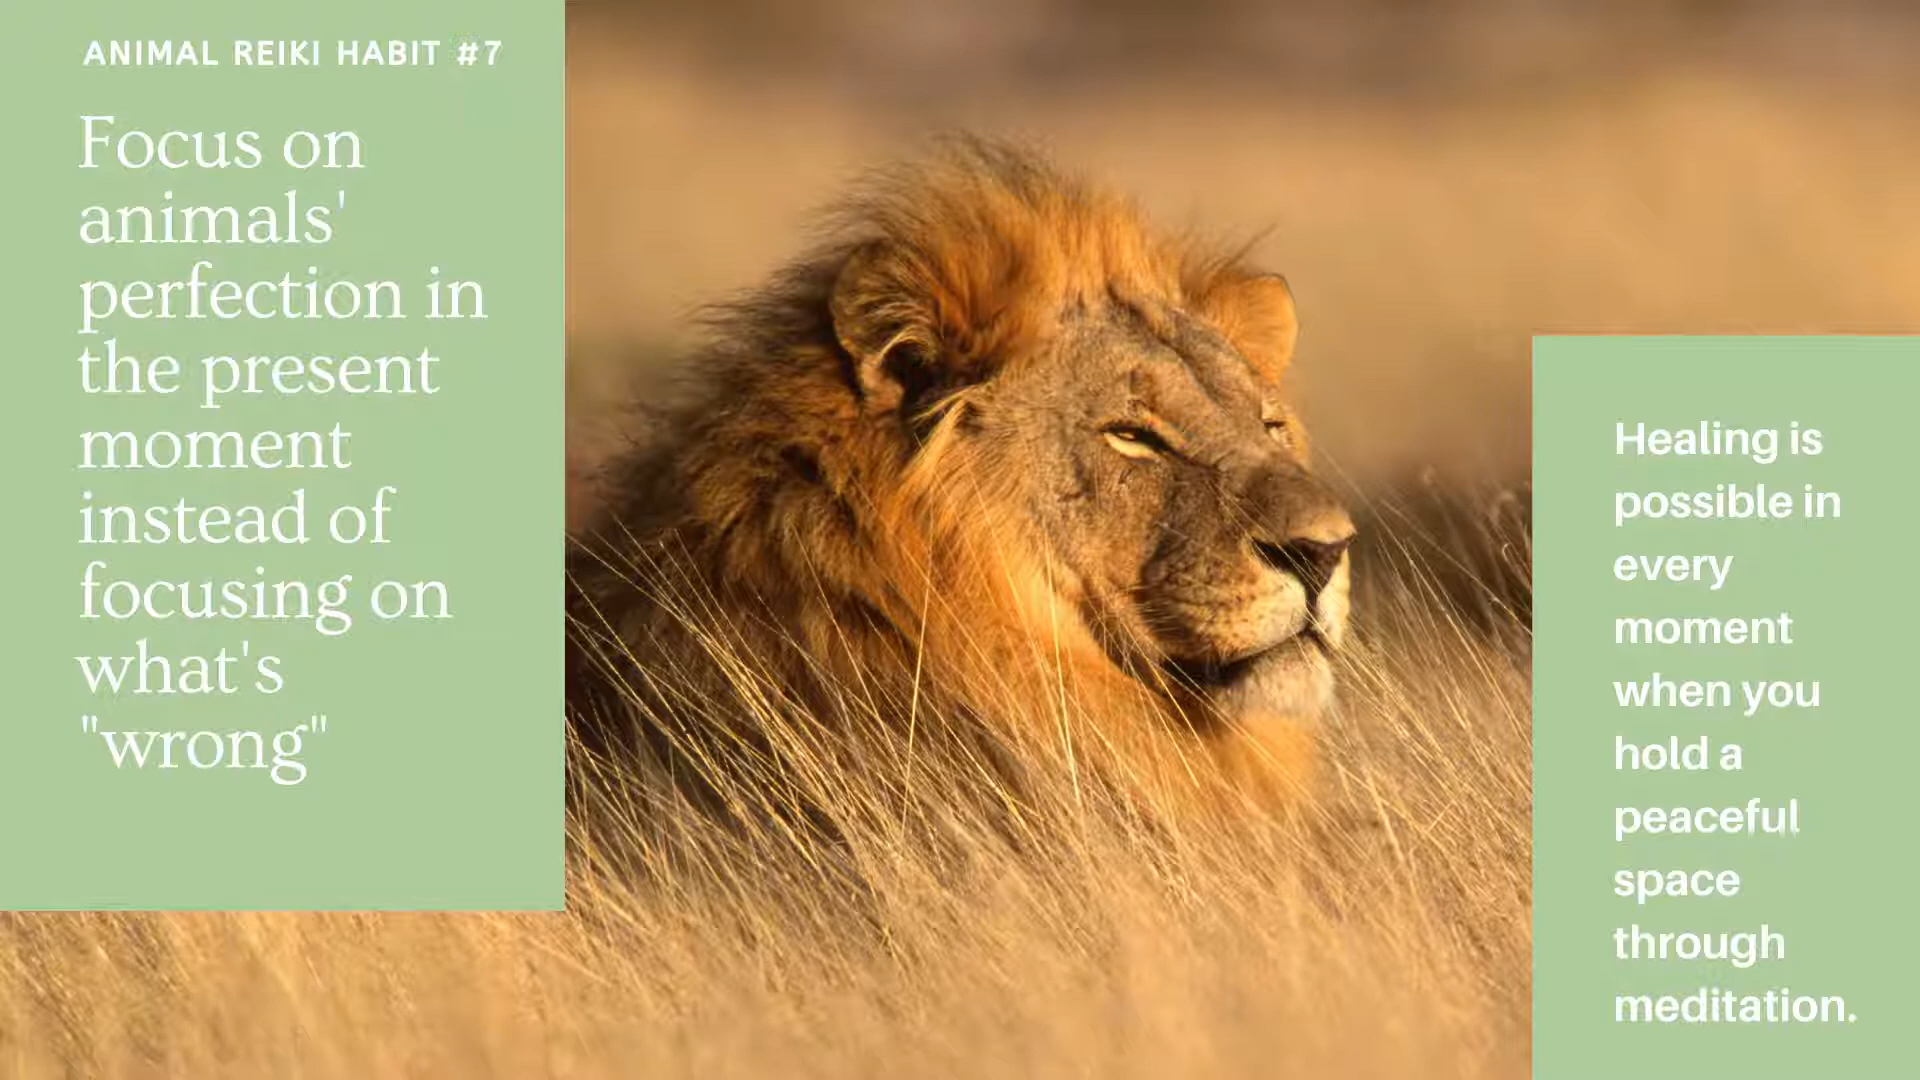 ANIMAL REIKI HABIT #7
Focus on
animals'
perfection in
the present
moment
instead of
focusing on
what's
"wrong"
Healing is
possible in
every
moment
when you
hold a
peaceful
space
through
meditation.